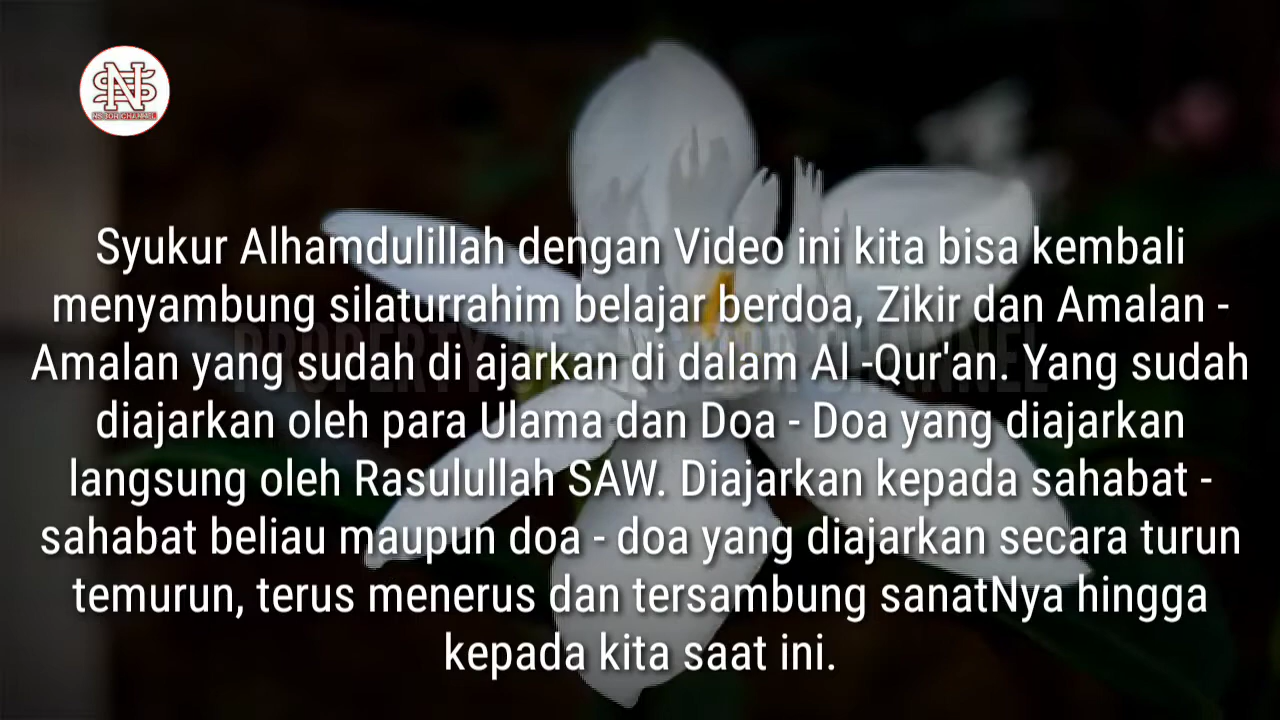 Syukur Alhamdulillah dengan Video ini kita bisa kembali
menyambung silaturrahim belajar berdoa, Zikir dan Amalan -
Amalan yang sudah di ajarkan di dalam Al -Qur'an. Yang sudah
diajarkan oleh para Ulama dan Doa - Doa yang diajarkan
langsung oleh Rasulullah SAW. Diajarkan kepada sahabat -
sahabat beliau maupun doa - doa yang diajarkan secara turun
temurun, terus menerus dan tersambung sanatNya hingga
kepada kita saat ini.